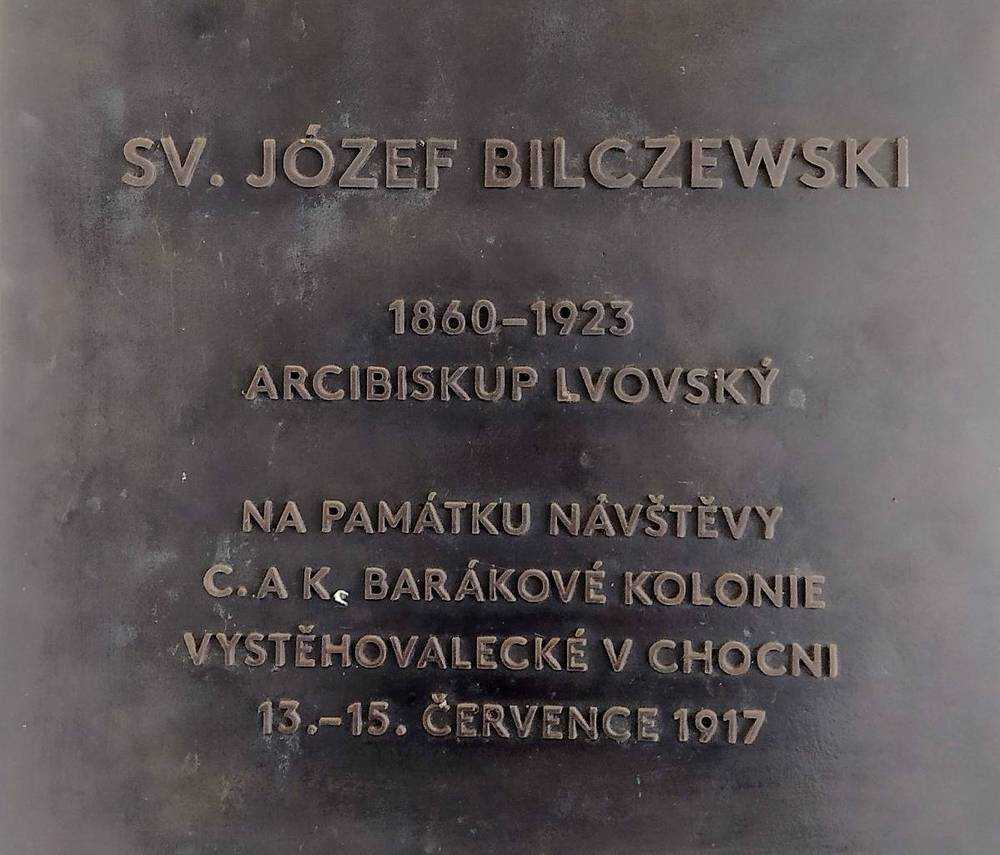 SV. JÓZEF BILCZEWSKI
1860–1923
ARCIBISKUP LVOVSKÝ
NA PAMÁTKU NÁVŠTĚVY
C. A K. BARÁKOVÉ KOLONIE
VYSTĚHOVALECKÉ V CHOCNI
13.–15. ČERVENCE 1917